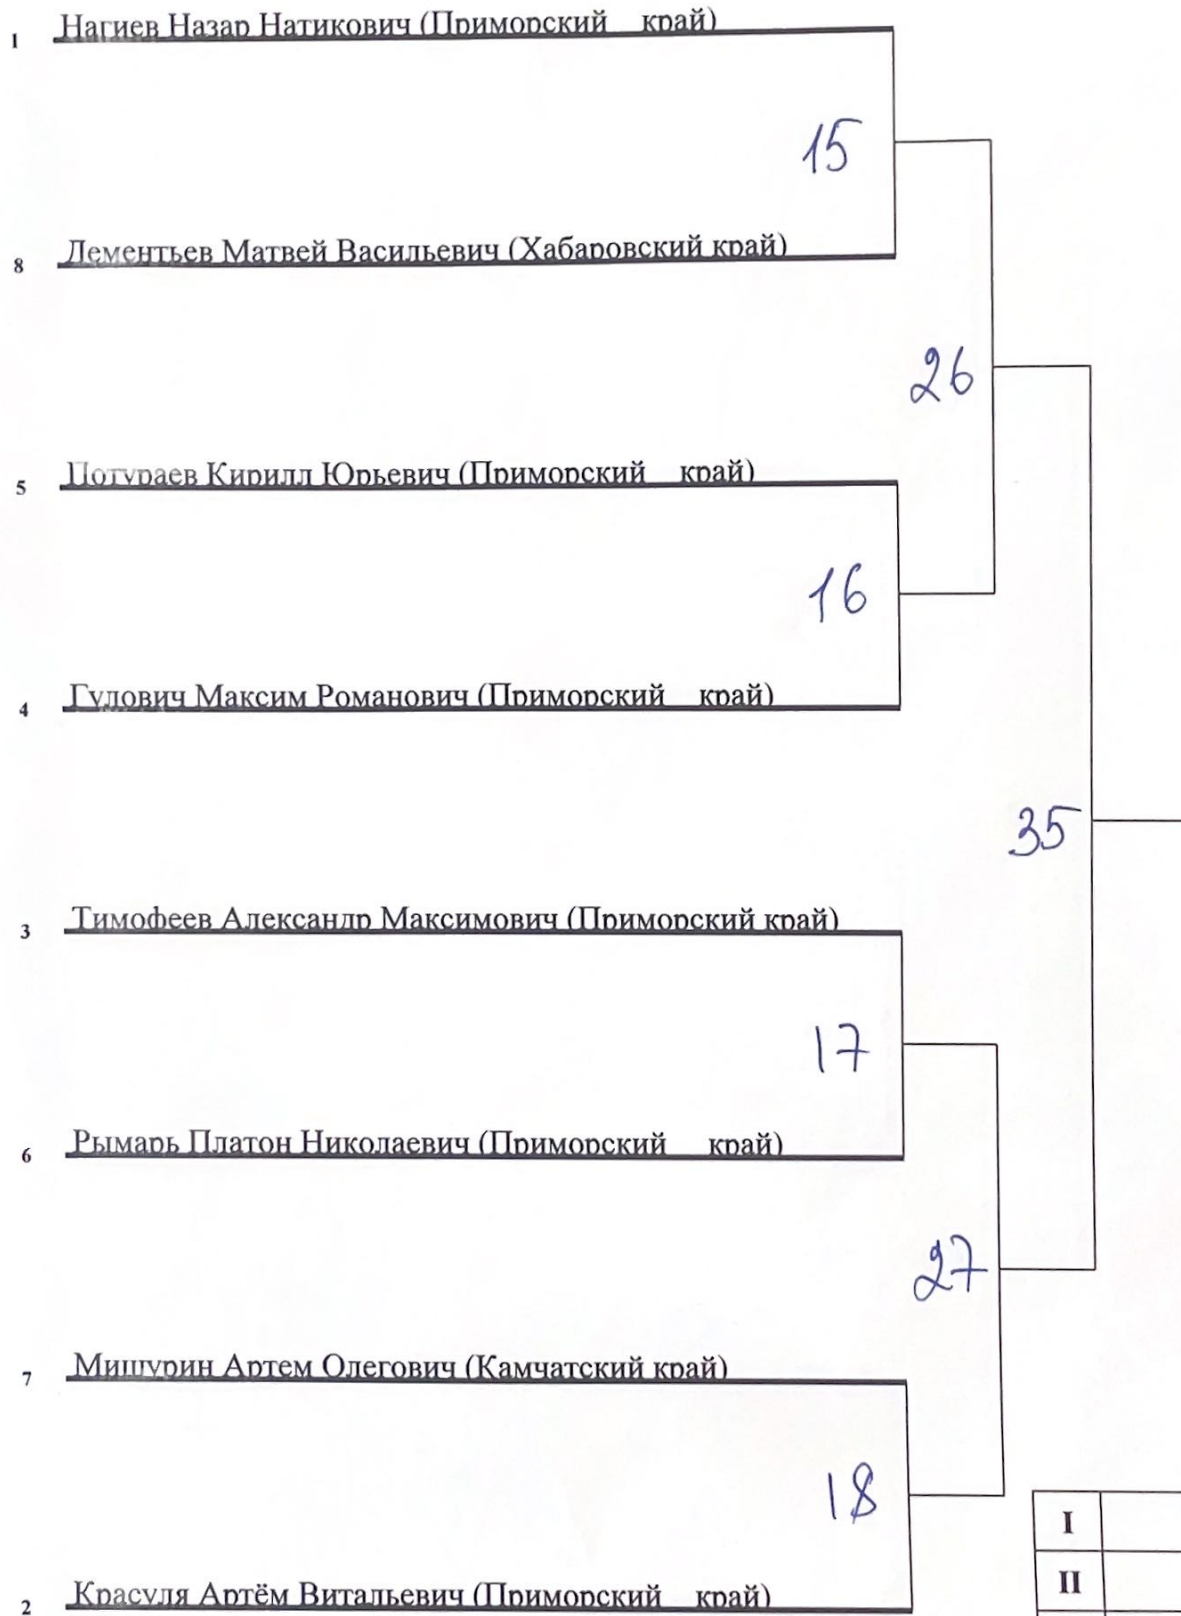 1 Нагиев Назар Натикович (Приморский край)
15
8 Дементьев Матвей Васильевич (Хабаровский край)
26
5 Потураев Кирилл Юрьевич (Приморский край)
16
4 Гулович Максим Романович (Приморский край)
35
3 Тимофеев Александр Максимович (Приморский край)
17
6 Рымарь Платон Николаевич (Приморский край)
27
7 Мишурин Артем Олегович (Камчатский край)
18
I
II
2 Красуля Артём Витальевич (Приморский край)